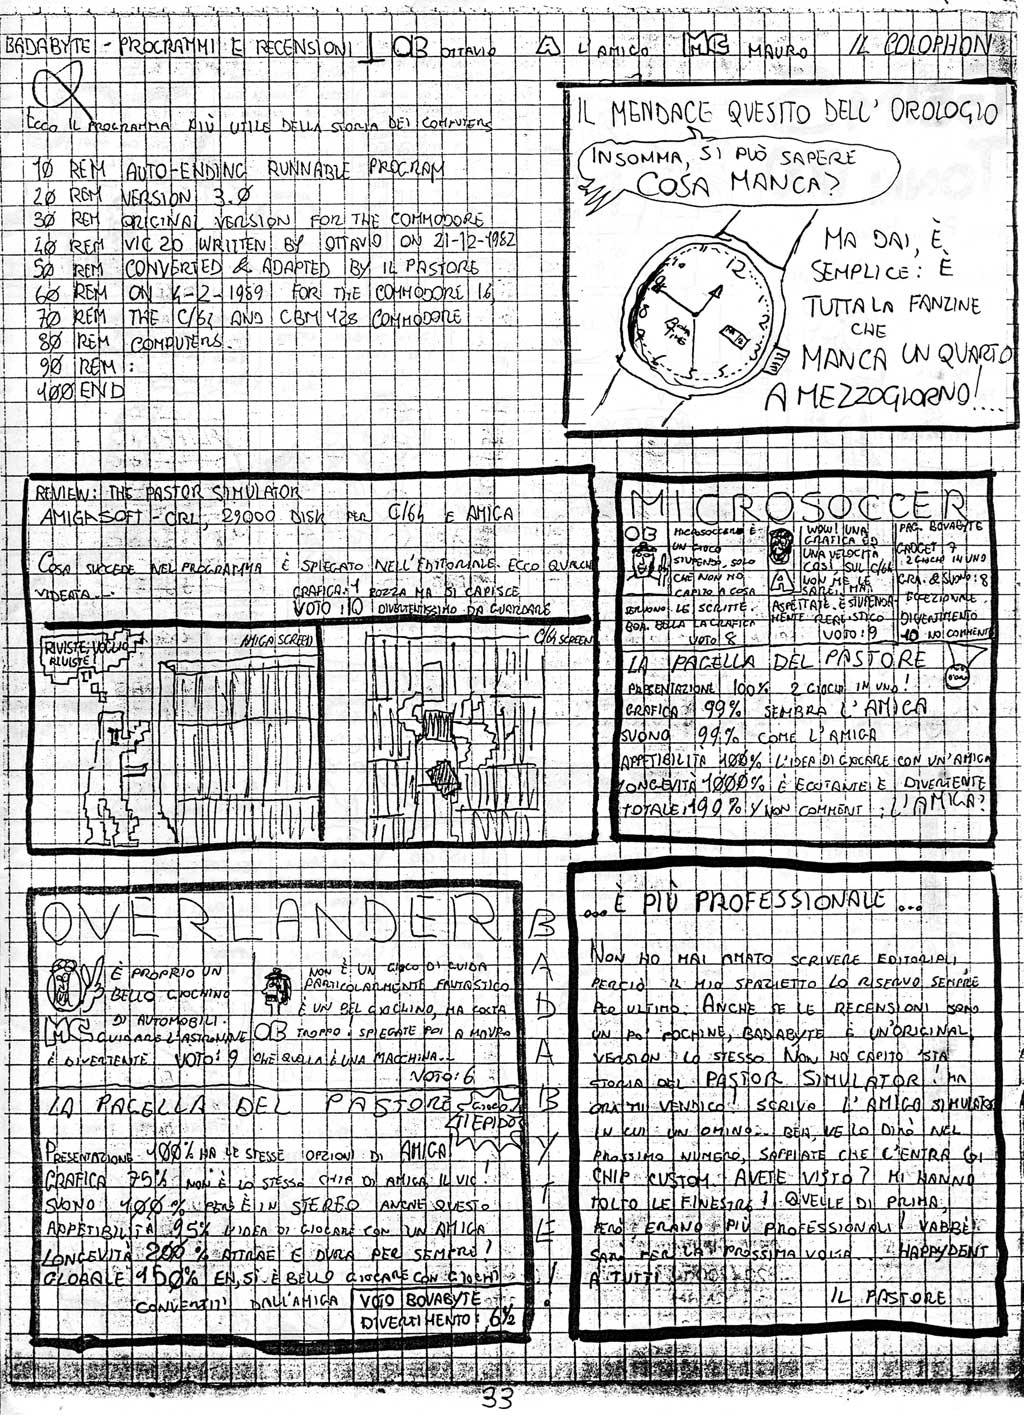 BADABYTE - PROGRAMMI E RECENSIONI OB OTTAVIO A L'AMICO MG MAURO IL COLOPHON
ECCO IL PROGRAMMA PIÙ UTILE DELLA STORIA DEI COMPUTERS
10 REM AUTO-ENDING RUNNABLE PROGRAM
20 REM VERSION 3.0
30 REM ORIGINAL VERSION FOR THE COMMODORE
40 REM VIC 20 WRITTEN BY OTTAVIO ON 21-12-1982
50 REM CONVERTED & ADAPTED BY IL PASTORE
60 REM ON 4-2-1989 FOR THE COMMODORE 16,
70 REM THE C/64 AND CBM 128 COMMODORE
80 REM COMPUTERS.
90 REM :
100 END
IL MENDACE QUESITO DELL'OROLOGIO
INSOMMA, SI PUÒ SAPERE
COSA MANCA?
12
MA DAI, È
SEMPLICE: È
TUTTA LA FANZINE
CHE
MANCA UN QUARTO
A MEZZOGIORNO!....
REVIEW: THE PASTOR SIMULATOR
AMIGASOFT - CRL, 29000 DISK PER C/64 E AMIGA
COSA SUCCEDE NEL PROGRAMMA È SPIEGATO NELL'EDITORIALE. ECCO QUALCHE
VIDEATA...
GRAFICA: 1 ROZZA MA SI CAPISCE
VOTO: 10 DIVERTENTISSIMO DA GUARDARE
RIVISTE, VOGLIO
RIVISTE!
AMIGA SCREEN
C/64 SCREEN
MICROSOCCER
OB
MICROSOCCER È
UN GIOCO
STUPENDO, SOLO
CHE NON HO
CAPITO A COSA
SERVONO LE SCRITTE.
BOA. BELLA LA GRAFICA
VOTO 8
WOW! UNA
GRAFICA ED
UNA VELOCITÀ
COSÌ SUL C/64
A NON ME LE
SAREI MAI
ASPETTATE. È STUPENDA-
MENTE REALISTICO
VOTO: 9
PAG. BOVABYTE
GADGET 7
2 GIOCHI IN UNO
GRA. & SUONO: 8
ECCEZIONALE.
DIVERTIMENTO
10 NO COMMENT
LA PAGELLA DEL PASTORE
PRESENTAZIONE 100% 2 GIOCHI IN UNO!
GRAFICA 99% SEMBRA L'AMIGA
SUONO 99% COME L'AMIGA
APPETIBILITÀ 100% L'IDEA DI GIOCARE CON UN'AMIGA
LONGEVITÀ 1000% È ECCITANTE E DIVERTENTE
TOTALE: 190% NON COMMENT: L'AMIGA?
OVERLANDER
È PROPRIO UN
BELLO GIOCHINO
DI AUTOMOBILI.
MG GUIDARE L'ASTRONAVE
È DIVERTENTE VOTO: 9
NON È UN GIOCO DI GUIDA
PARTICOLARMENTE FANTASTICO
È UN BEL GIOCHINO, MA COSTA
OB TROPPO. SPIEGATE POI A MAURO
CHE QUELLA È UNA MACCHINA...
VOTO: 6
LA PAGELLA DEL PASTORE
GIOCO
TIEPIDO
PRESENTAZIONE 100% HA LE STESSE OPZIONI DI AMIGA
GRAFICA 75% NON È LO STESSO CHIP DI AMIGA, IL VIC!
SUONO 100% PERÒ È IN STEREO ANCHE QUESTO
APPETIBILITÀ 95% L'IDEA DI GIOCARE CON UN AMIGA
LONGEVITÀ 200% ATTRAE E DURA PER SEMPRE!
GLOBALE 150% EH, SÌ, È BELLO GIOCARE CON GIOCHI
CONVERTITI DALL'AMIGA
VOTO BOVABYTE
DIVERTIMENTO: 6½
BADABYTE!
...È PIÙ PROFESSIONALE...
NON HO MAI AMATO SCRIVERE EDITORIALI
PERCIÒ IL MIO SPAZIETTO LO RISERVO SEMPRE
PER ULTIMO. ANCHE SE LE RECENSIONI SONO
UN PO' POCHINE, BADABYTE È UN'ORIGINAL
VERSION LO STESSO. NON HO CAPITO 'STA
STORIA DEL PASTOR SIMULATOR! MA
ORA MI VENDICO! SCRIVO L'AMIGA SIMULATOR
IN CUI UN OMINO... BEH, VE LO DIRÒ NEL
PROSSIMO NUMERO, SAPPIATE CHE C'ENTRA GI
CHIP CUSTOM. AVETE VISTO? MI HANNO
TOLTO LE FINESTRE! QUELLE DI PRIMA,
PERÒ, ERANO PIÙ PROFESSIONALI! VABBÈ!
SARÀ PER LA PROSSIMA VOLTA. HAPPYDENT
A TUTTI
IL PASTORE
33